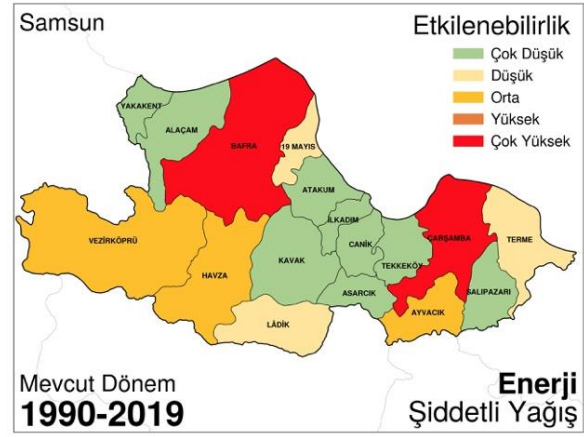 Samsun
Etkilenebilirlik
Çok Düşük
Düşük
Orta
Yüksek
Çok Yüksek
YAKAKENT
ALAÇAM
BAFRA
19 MAYIS
ATAKUM
İLKADIM
CANİK
TEKKEKÖY
ÇARŞAMBA
TERME
VEZİRKÖPRÜ
HAVZA
KAVAK
ASARCIK
SALIPAZARI
AYVACIK
LÂDİK
Mevcut Dönem
1990-2019
Enerji
Şiddetli Yağış